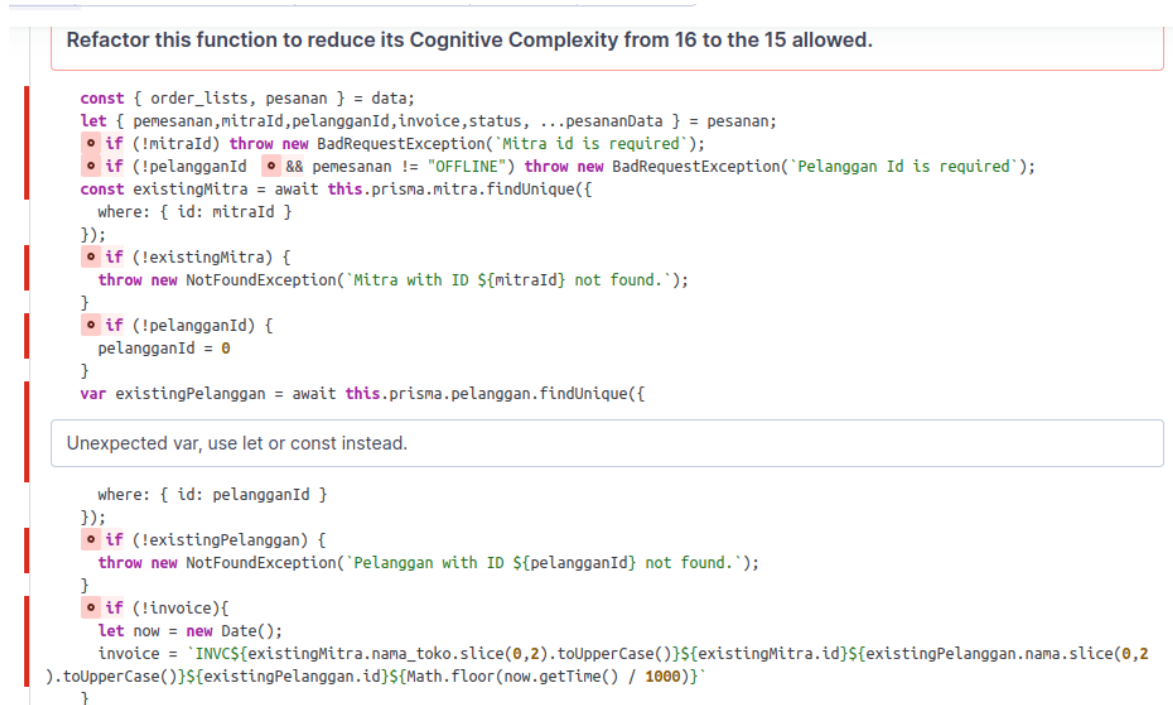 Refactor this function to reduce its Cognitive Complexity from 16 to the 15 allowed.
const { order_lists, pesanan } = data;
let { pemesanan,mitraId,pelangganId,invoice,status, ...pesananData } = pesanan;
if (!mitraId) throw new BadRequestException(`Mitra id is required`);
if (!pelangganId && pemesanan != "OFFLINE") throw new BadRequestException(`Pelanggan Id is required`);
const existingMitra = await this.prisma.mitra.findUnique({
where: { id: mitraId }
});
if (!existingMitra) {
throw new NotFoundException(`Mitra with ID ${mitraId} not found.`);
}
if (!pelangganId) {
pelangganId = 0
}
var existingPelanggan = await this.prisma.pelanggan.findUnique({
Unexpected var, use let or const instead.
where: { id: pelangganId }
});
if (!existingPelanggan) {
throw new NotFoundException(`Pelanggan with ID ${pelangganId} not found.`);
}
if (!invoice){
let now = new Date();
invoice = `INVC${existingMitra.nama_toko.slice(0,2).toUpperCase()}${existingMitra.id}${existingPelanggan.nama.slice(0,2
).toUpperCase()}${existingPelanggan.id}${Math.floor(now.getTime() / 1000)}`
}